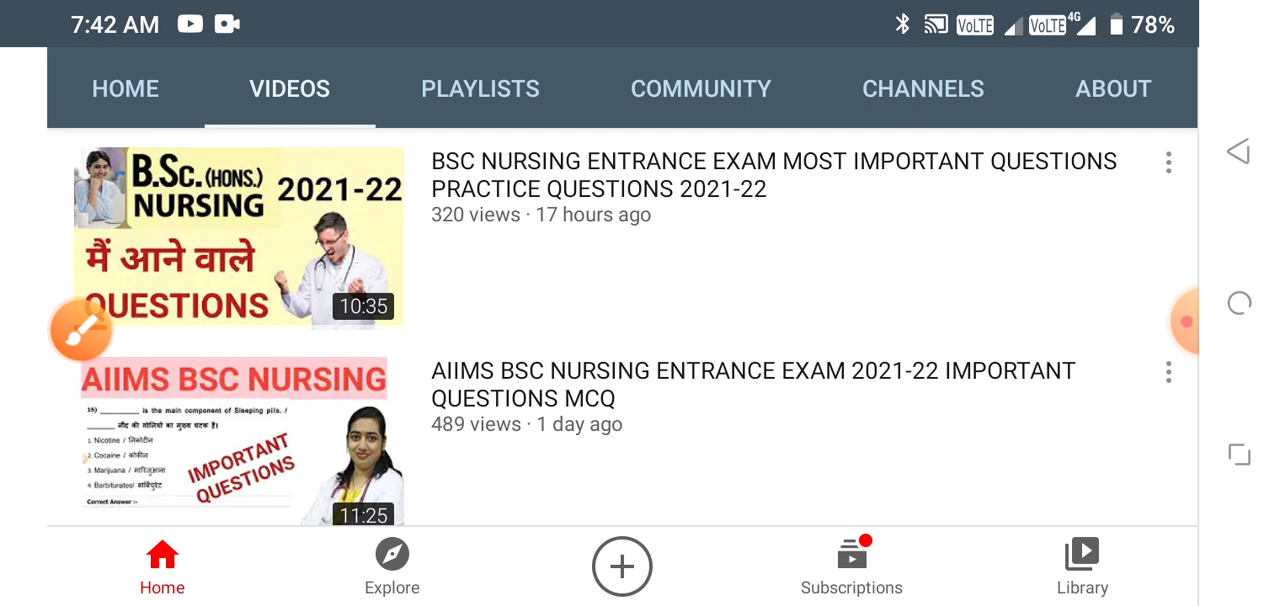 7:42 AM VoLTE VoLTE 4G 78%
HOME VIDEOS PLAYLISTS COMMUNITY CHANNELS ABOUT
B.Sc. (HONS.)
NURSING
2021-22
में आने वाले
QUESTIONS
10:35
BSC NURSING ENTRANCE EXAM MOST IMPORTANT QUESTIONS
PRACTICE QUESTIONS 2021-22
320 views · 17 hours ago
AIIMS BSC NURSING
16) ________ is the main component of Sleeping pills. /
________ नींद की गोलियों का मुख्य घटक है।
1. Nicotine / निकोटीन
2. Cocaine / कोकीन
3. Marijuana / मारिजुआना
4. Barbiturates/ बार्बिचुरेट
Correct Answer :-
IMPORTANT
QUESTIONS
11:25
AIIMS BSC NURSING ENTRANCE EXAM 2021-22 IMPORTANT
QUESTIONS MCQ
489 views · 1 day ago
Home Explore Subscriptions Library